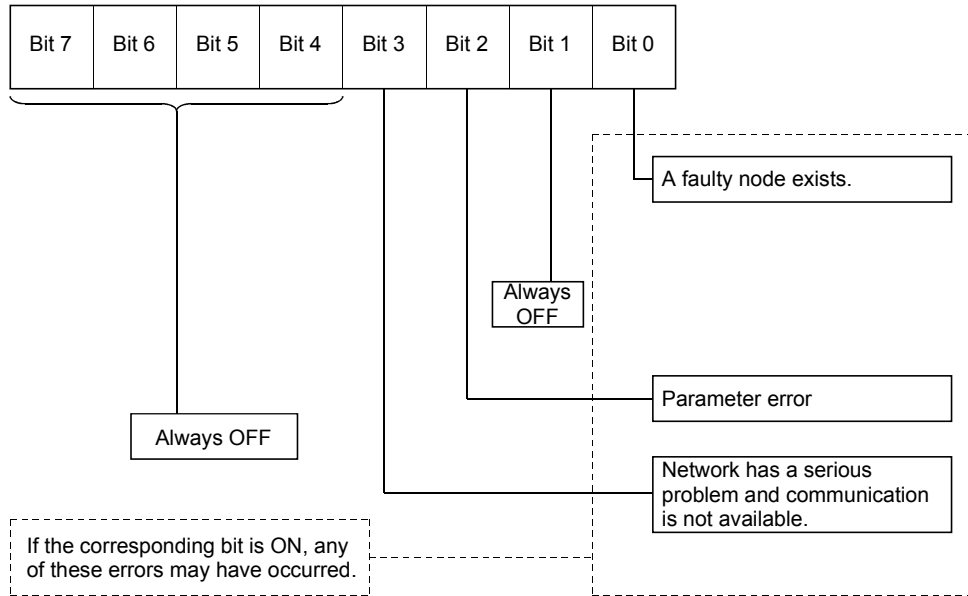 Bit 7 Bit 6 Bit 5 Bit 4 Bit 3 Bit 2 Bit 1 Bit 0
A faulty node exists.
Always
OFF
Parameter error
Always OFF
Network has a serious
problem and communication
is not available.
If the corresponding bit is ON, any
of these errors may have occurred.